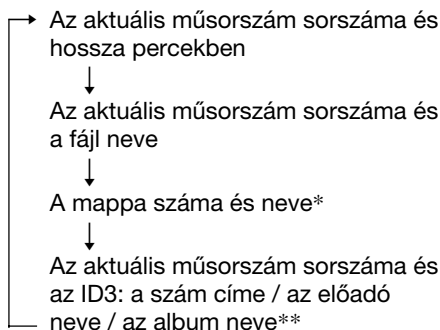 Az aktuális műsorszám sorszáma és
hossza percekben
Az aktuális műsorszám sorszáma és
a fájl neve
A mappa száma és neve*
Az aktuális műsorszám sorszáma és
az ID3: a szám címe / az előadó
neve / az album neve**